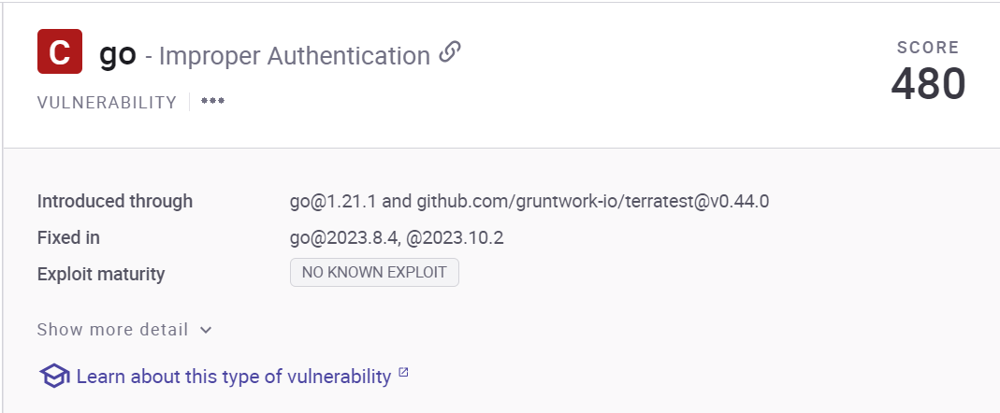 C go - Improper Authentication
SCORE
480
VULNERABILITY
Introduced through go@1.21.1 and github.com/gruntwork-io/terratest@v0.44.0
Fixed in go@2023.8.4, @2023.10.2
Exploit maturity NO KNOWN EXPLOIT
Show more detail
Learn about this type of vulnerability